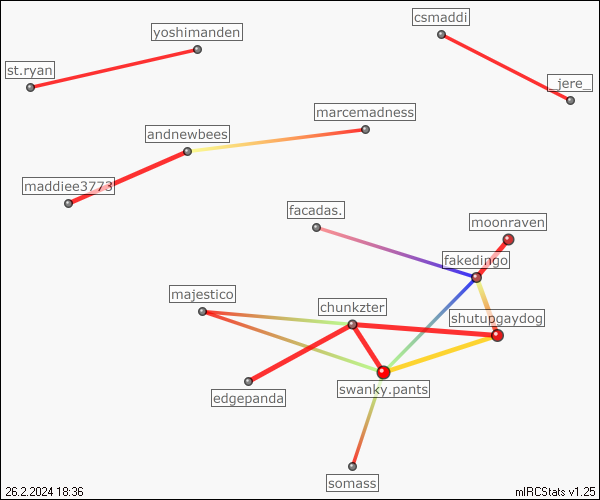 csmaddi
yoshimanden
st.ryan
_jere_
marcemadness
andnewbees
maddiee3773
facadas.
moonraven
fakedingo
majestico
chunkzter
shutupgaydog
swanky.pants
edgepanda
somass
26.2.2024 18:36
mIRCStats v1.25